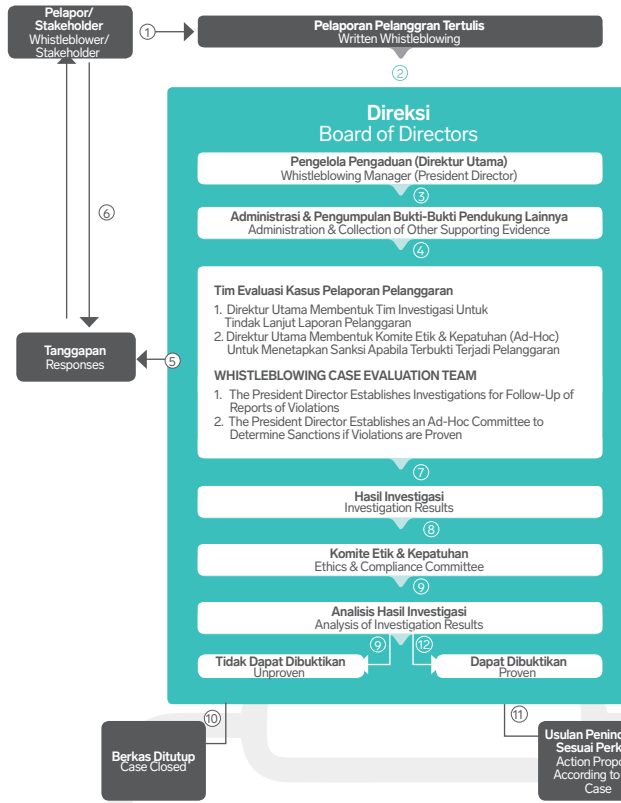 Pelapor/
Stakeholder
Whistleblower/
Stakeholder
1
Pelaporan Pelanggran Tertulis
Written Whistleblowing
2
Direksi
Board of Directors
Pengelola Pengaduan (Direktur Utama)
Whistleblowing Manager (President Director)
3
Administrasi & Pengumpulan Bukti-Bukti Pendukung Lainnya
Administration & Collection of Other Supporting Evidence
4
6
Tim Evaluasi Kasus Pelaporan Pelanggaran
1. Direktur Utama Membentuk Tim Investigasi Untuk
Tindak Lanjut Laporan Pelanggaran
2. Direktur Utama Membentuk Komite Etik & Kepatuhan (Ad-Hoc)
Untuk Menetapkan Sanksi Apabila Terbukti Terjadi Pelanggaran
WHISTLEBLOWING CASE EVALUATION TEAM
1. The President Director Establishes Investigations for Follow-Up of
Reports of Violations
2. The President Director Establishes an Ad-Hoc Committee to
Determine Sanctions if Violations are Proven
Tanggapan
Responses
5
7
Hasil Investigasi
Investigation Results
8
Komite Etik & Kepatuhan
Ethics & Compliance Committee
9
Analisis Hasil Investigasi
Analysis of Investigation Results
9
12
Tidak Dapat Dibuktikan
Unproven
Dapat Dibuktikan
Proven
10
11
Berkas Ditutup
Case Closed
Usulan
Sesuai
Action
According to
Case